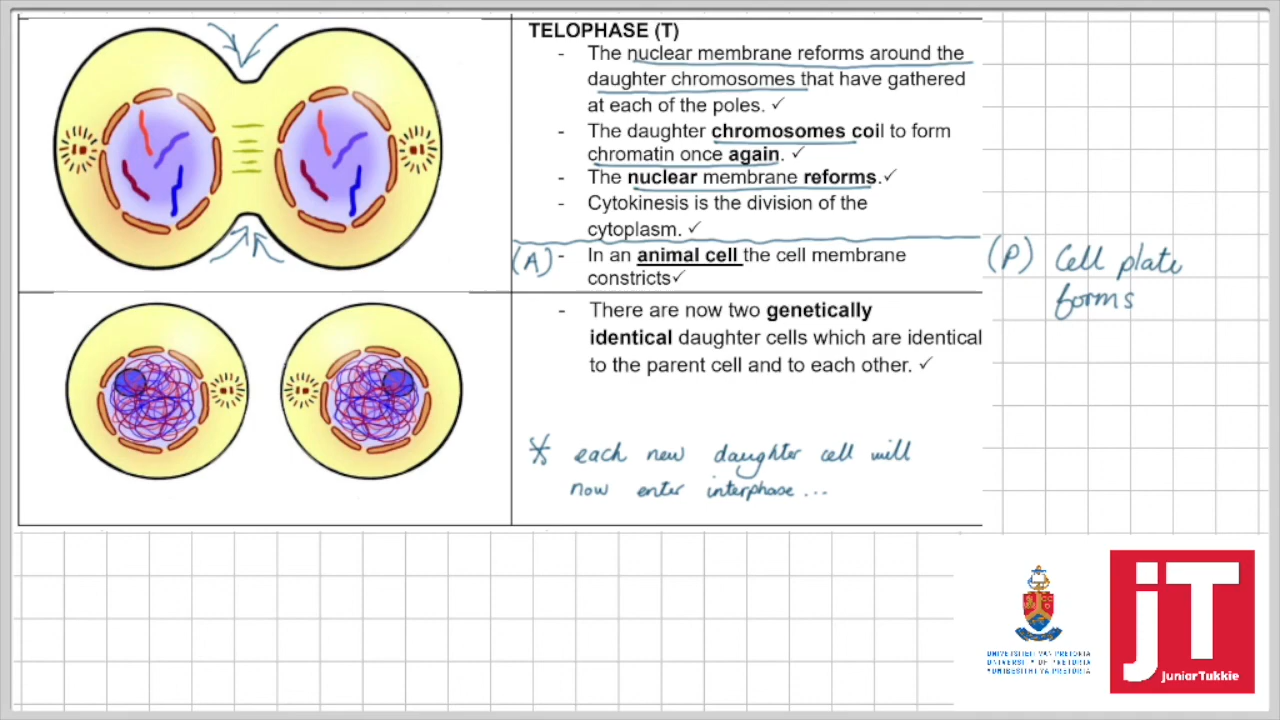 TELOPHASE (T)
- The nuclear membrane reforms around the
daughter chromosomes that have gathered
at each of the poles. ✓
- The daughter chromosomes coil to form
chromatin once again. ✓
- The nuclear membrane reforms.✓
- Cytokinesis is the division of the
cytoplasm. ✓
(A) - In an animal cell the cell membrane
constricts✓
(P) Cell plate
forms
- There are now two genetically
identical daughter cells which are identical
to the parent cell and to each other. ✓
* each new daughter cell will
now enter interphase ...
UNIVERSITEIT VAN PRETORIA
UNIVERSITY OF PRETORIA
YUNIBESITHI YA PRETORIA
jT
JuniorTukkie